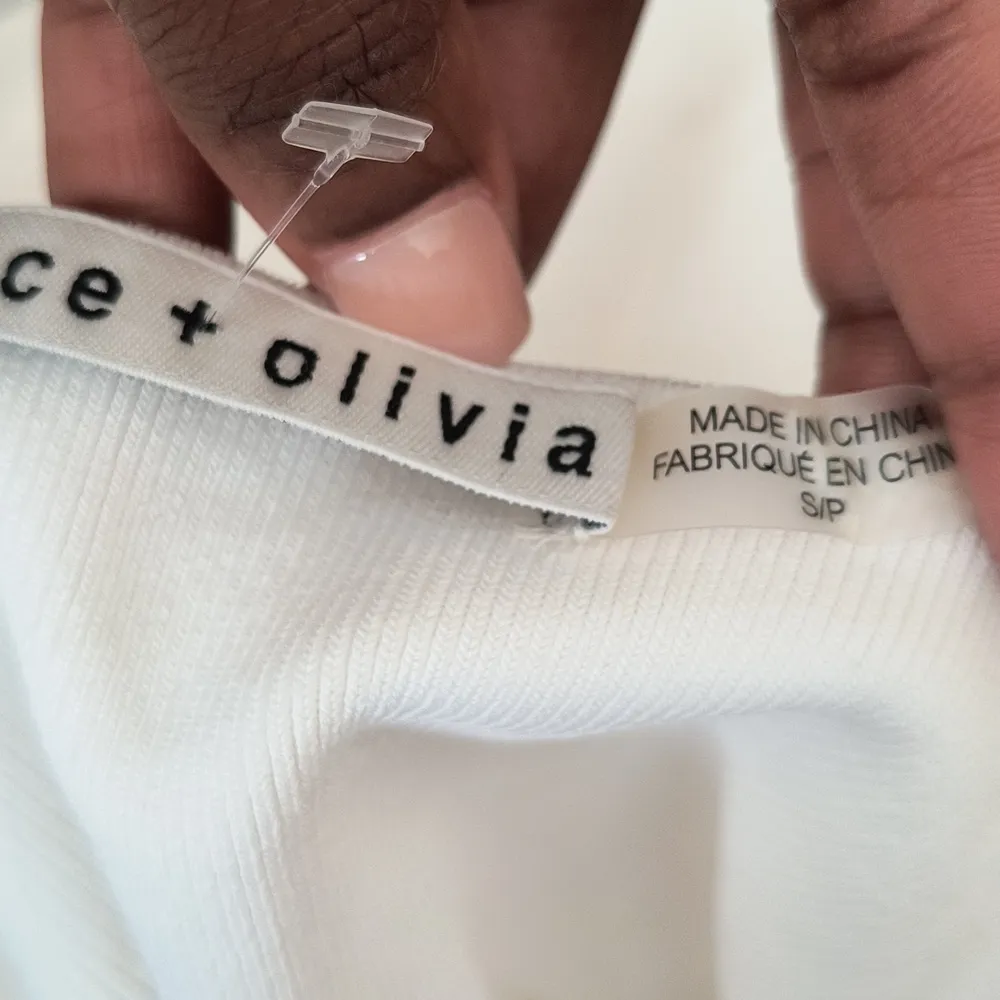 ce + olivia
MADE IN CHINA
FABRIQUÉ EN CHIN
S/P